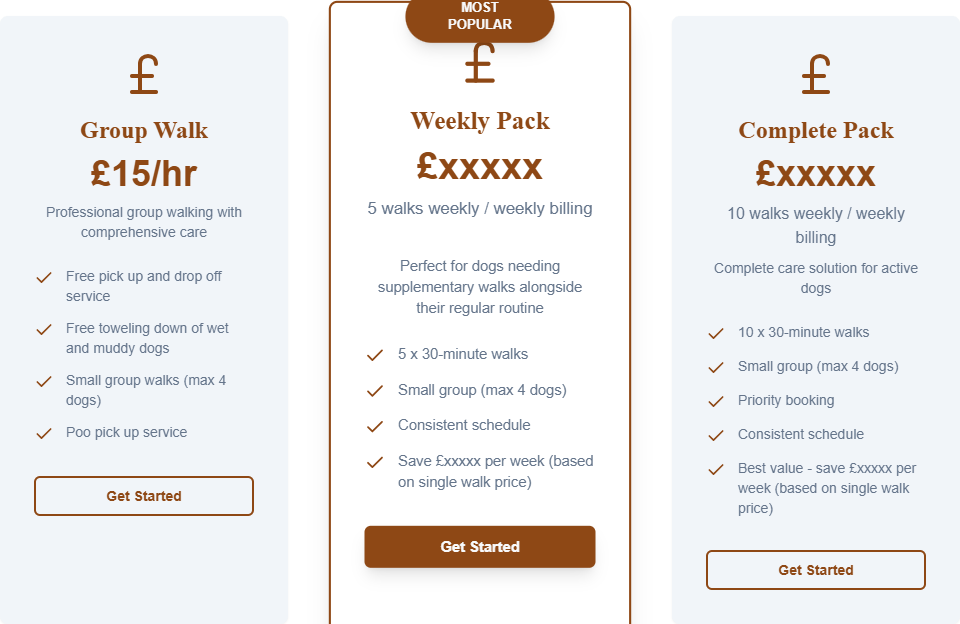 £
Group Walk
£15/hr
Professional group walking with
comprehensive care
Free pick up and drop off
service
Free toweling down of wet
and muddy dogs
Small group walks (max 4
dogs)
Poo pick up service
Get Started
MOST
POPULAR
£
Weekly Pack
£xxxxx
5 walks weekly / weekly billing
Perfect for dogs needing
supplementary walks alongside
their regular routine
5 x 30-minute walks
Small group (max 4 dogs)
Consistent schedule
Save £xxxxx per week (based
on single walk price)
Get Started
£
Complete Pack
£xxxxx
10 walks weekly / weekly
billing
Complete care solution for active
dogs
10 x 30-minute walks
Small group (max 4 dogs)
Priority booking
Consistent schedule
Best value - save £xxxxx per
week (based on single walk
price)
Get Started